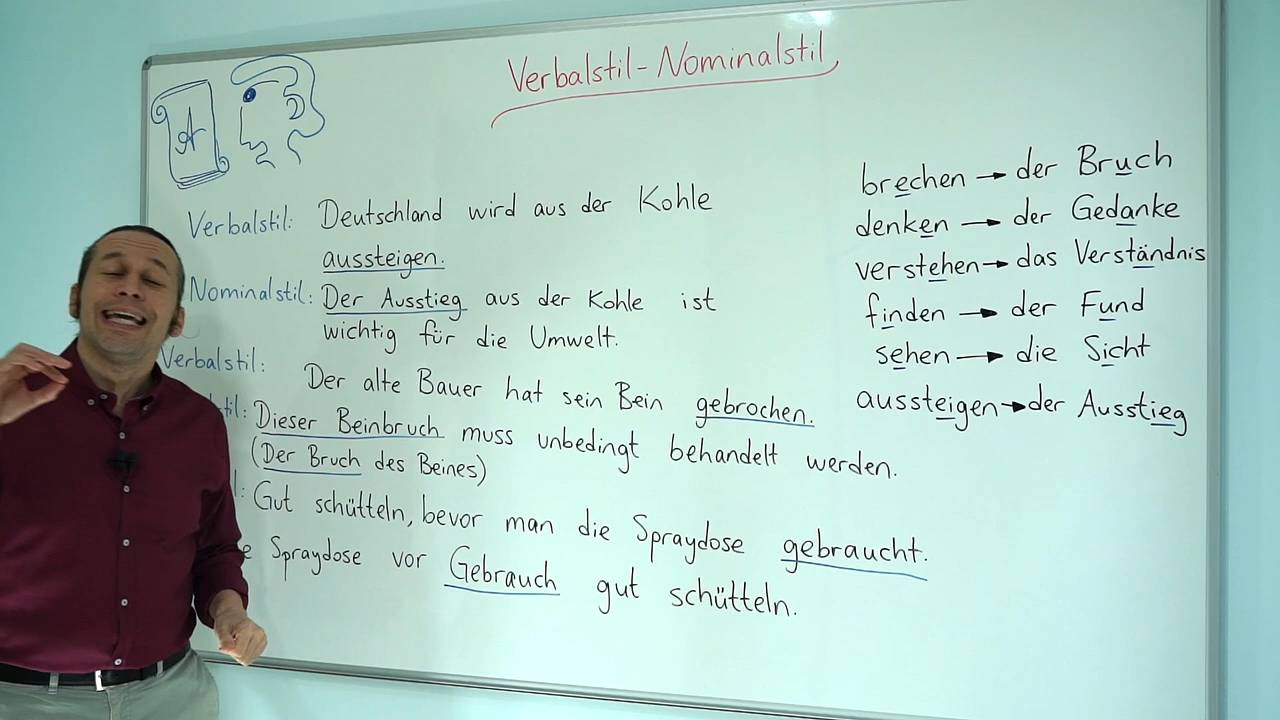 Verbalstil-Nominalstil
A
Verbalstil: Deutschland wird aus der Kohle
aussteigen.
Nominalstil: Der Ausstieg aus der Kohle ist
wichtig für die Umwelt.
Verbalstil: Der alte Bauer hat sein Bein gebrochen.
Dieser Beinbruch muss unbedingt behandelt werden.
(Der Bruch des Beines)
Gut schütteln, bevor man die Spraydose gebraucht.
Spraydose vor Gebrauch gut schütteln.
brechen → der Bruch
denken → der Gedanke
verstehen → das Verständnis
finden → der Fund
sehen → die Sicht
aussteigen → der Ausstieg